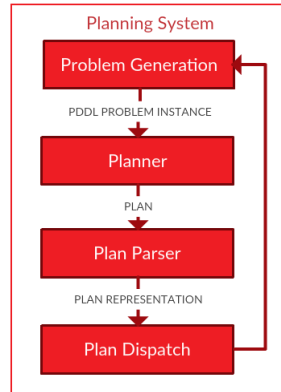 Planning System
Problem Generation
PDDL PROBLEM INSTANCE
Planner
PLAN
Plan Parser
PLAN REPRESENTATION
Plan Dispatch